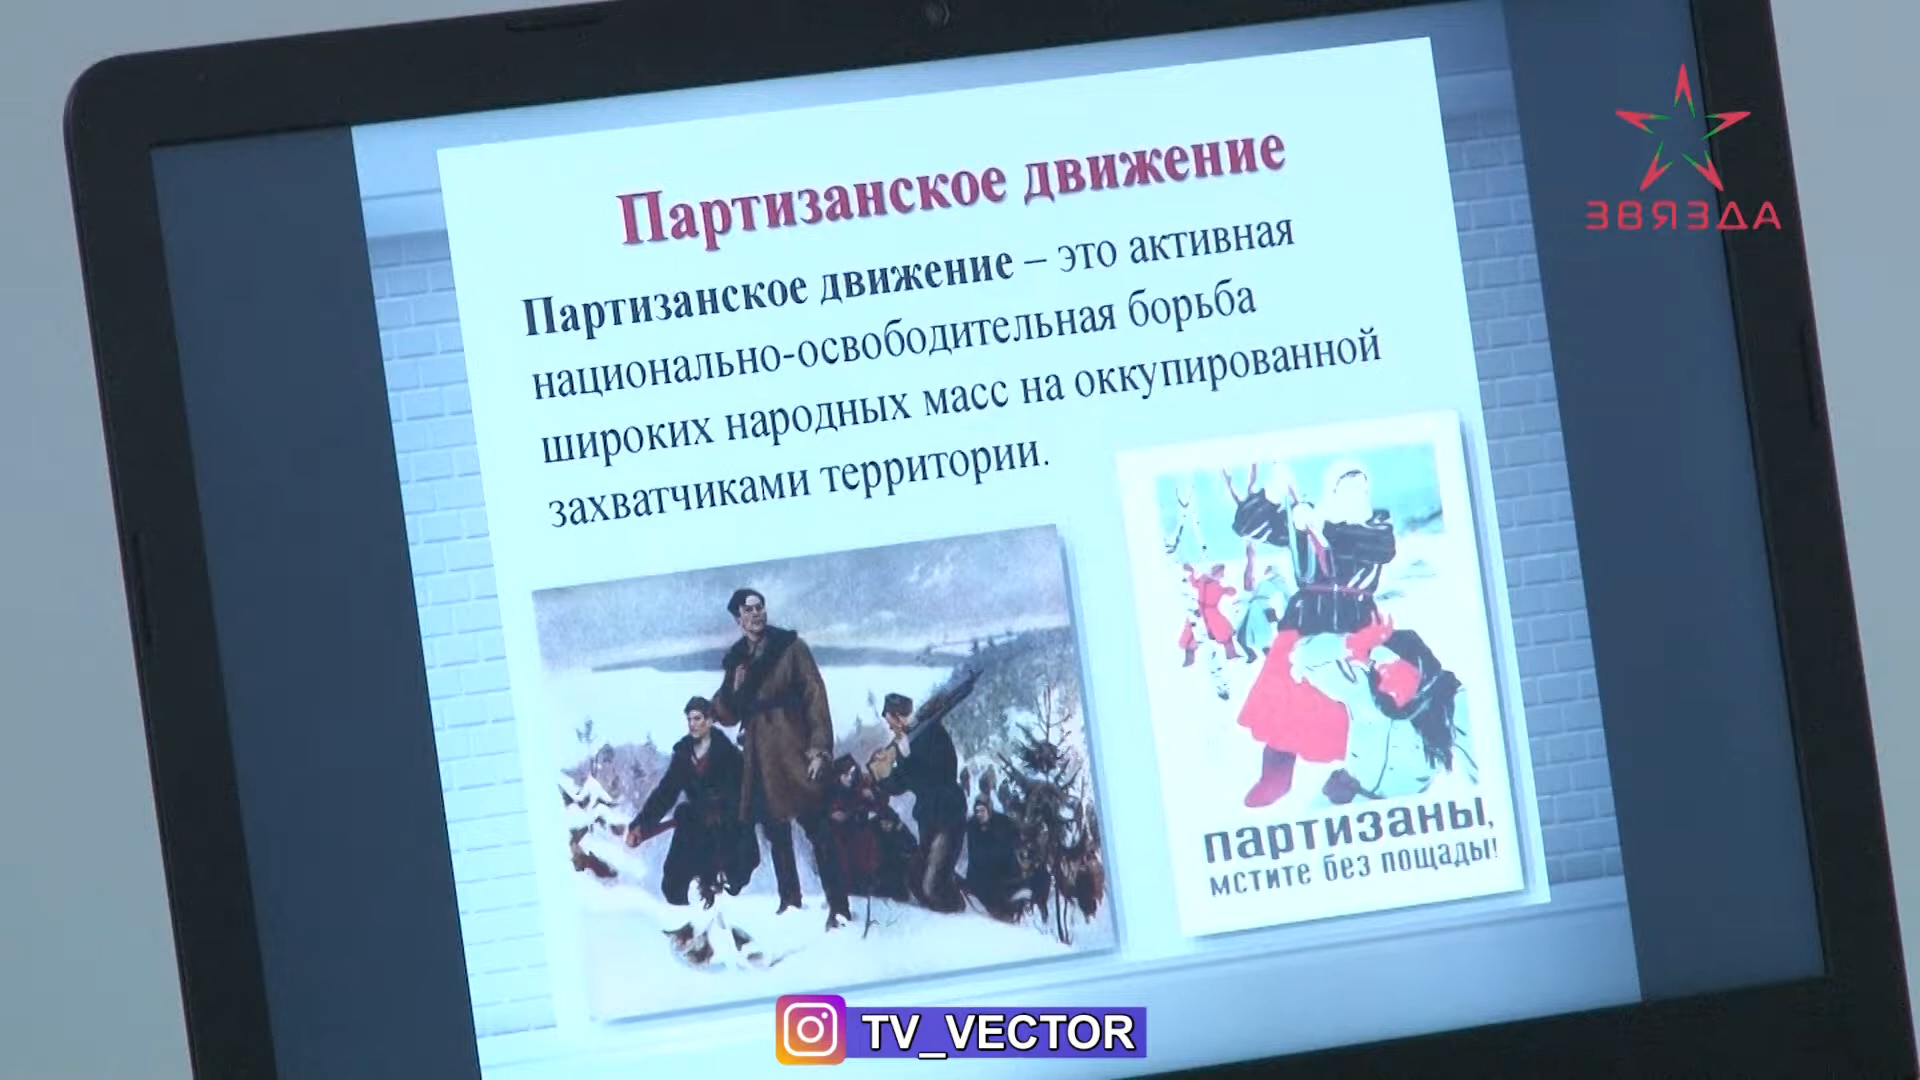 ЗВЯЗДА
Партизанское движение
Партизанское движение – это активная
национально-освободительная борьба
широких народных масс на оккупированной
захватчиками территории.
партизаны,
мстите без пощады!
TV_VECTOR